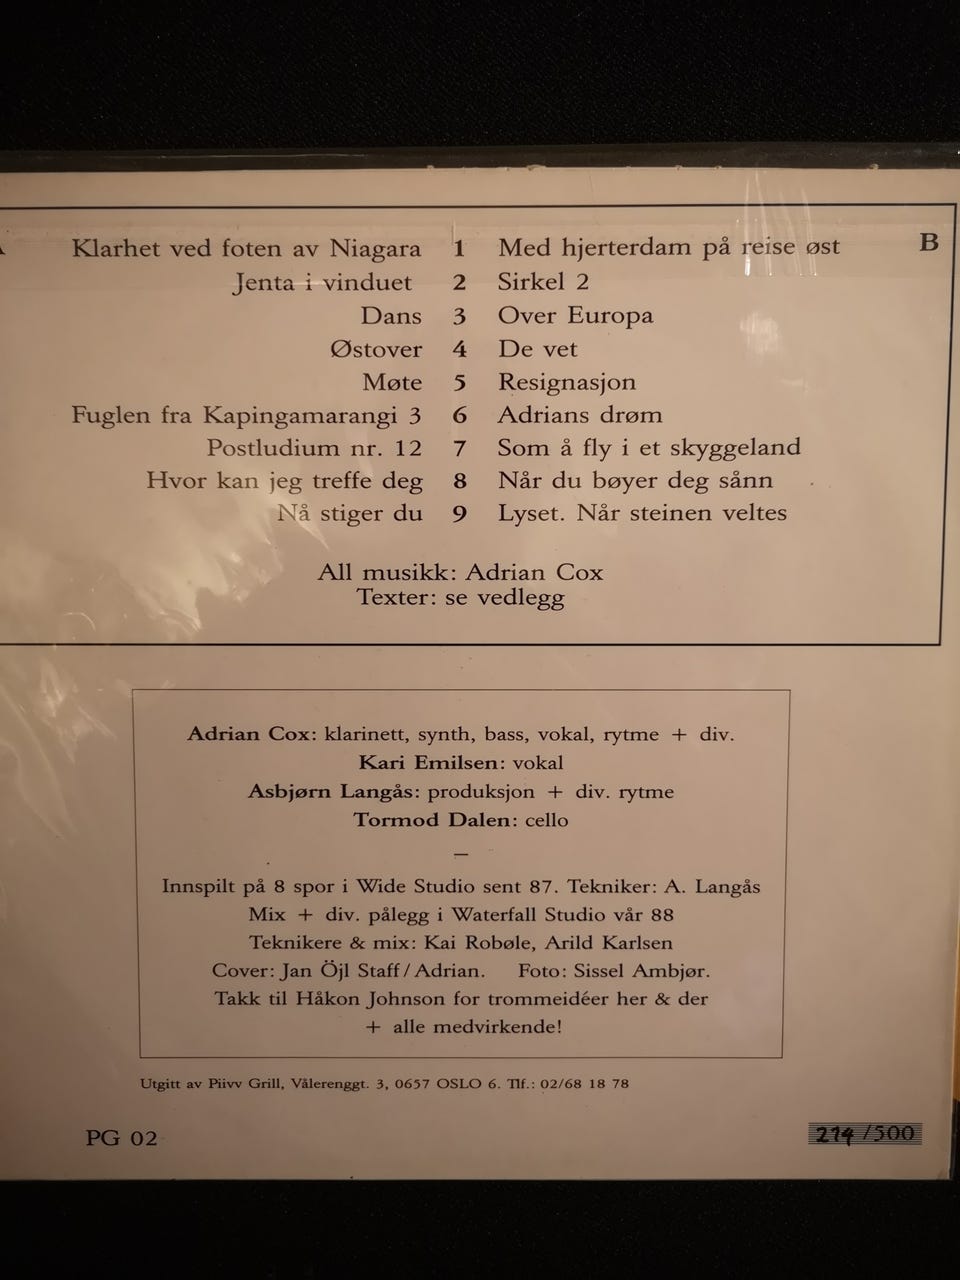 Klarhet ved foten av Niagara 1 Med hjerterdam på reise øst B
Jenta i vinduet 2 Sirkel 2
Dans 3 Over Europa
Østover 4 De vet
Møte 5 Resignasjon
Fuglen fra Kapingamarangi 3 6 Adrians drøm
Postludium nr. 12 7 Som å fly i et skyggeland
Hvor kan jeg treffe deg 8 Når du bøyer deg sånn
Nå stiger du 9 Lyset. Når steinen veltes
All musikk: Adrian Cox
Texter: se vedlegg
Adrian Cox: klarinett, synth, bass, vokal, rytme + div.
Kari Emilsen: vokal
Asbjørn Langås: produksjon + div. rytme
Tormod Dalen: cello
—
Innspilt på 8 spor i Wide Studio sent 87. Tekniker: A. Langås
Mix + div. pålegg i Waterfall Studio vår 88
Teknikere & mix: Kai Robøle, Arild Karlsen
Cover: Jan Öjl Staff/Adrian. Foto: Sissel Ambjør.
Takk til Håkon Johnson for trommeidéer her & der
+ alle medvirkende!
Utgitt av Piivv Grill, Vålerenggt. 3, 0657 OSLO 6. Tlf.: 02/68 18 78
PG 02 /500